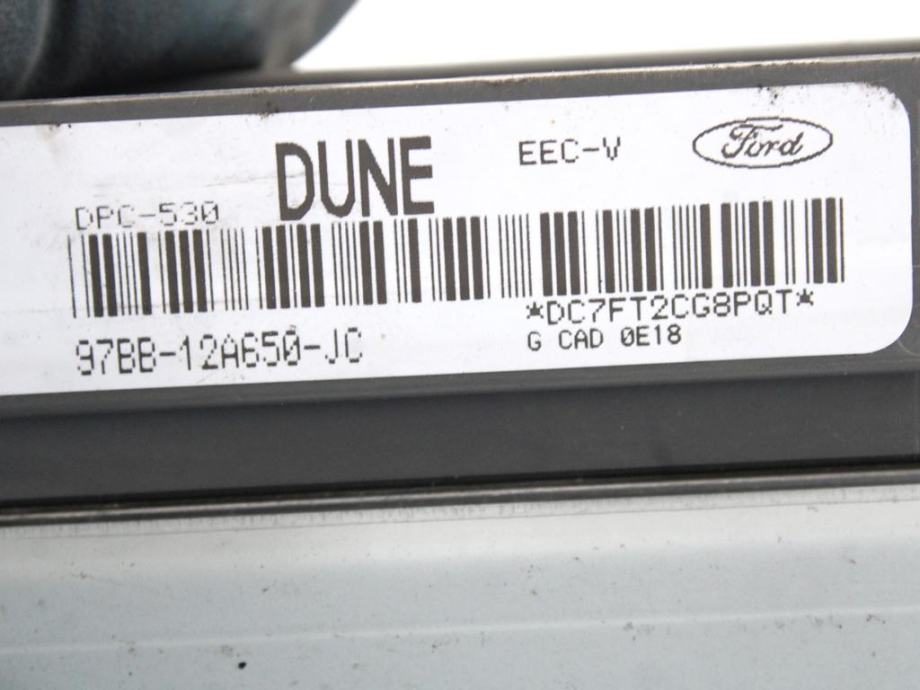 DUNE EEC-V Ford
DPC-530
*DC7FT2CG8PQT*
97BB-12A650-JC G CAD 0E18